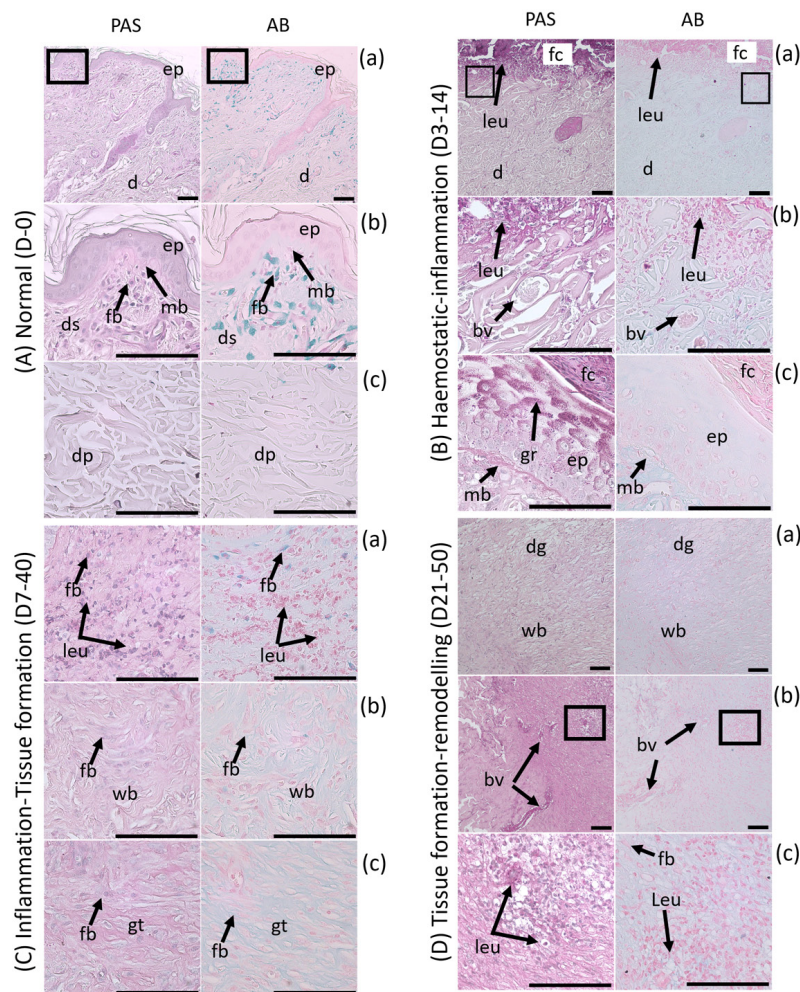 PAS AB
(A) Normal (D-0)
(a)
ep ep
d d
(b)
ep ep
fb mb fb mb
ds ds
(c)
dp dp
PAS AB
(B) Haemostatic-inflammation (D3-14)
(a)
fc fc
leu leu
d d
(b)
leu leu
bv bv
(c)
fc fc
gr ep ep
mb mb
(C) Inflammation-Tissue formation (D7-40)
(a)
fb fb
leu leu
(b)
fb fb
wb wb
(c)
fb gt fb gt
(D) Tissue formation-remodelling (D21-50)
(a)
dg dg
wb wb
(b)
bv bv
(c)
fb
leu Leu